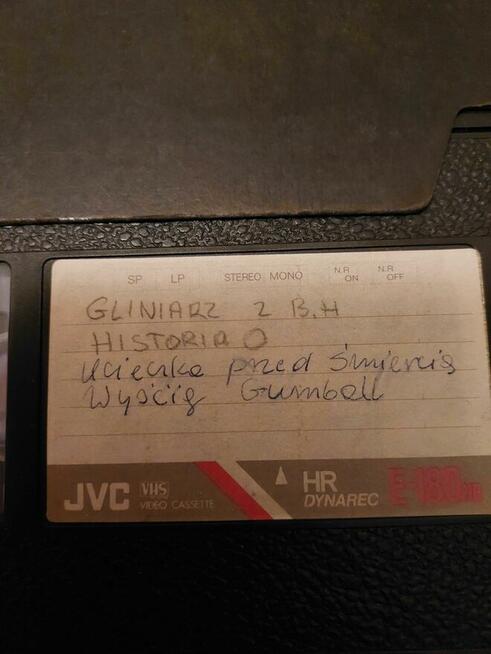 SP LP STEREO MONO N.R. ON N.R. OFF
GLINIARZ Z B.H
HISTORIA O
Ucieczka przed śmiercią
Wyścig Gumball
JVC VHS VIDEO CASSETTE HR DYNAREC E-180HR